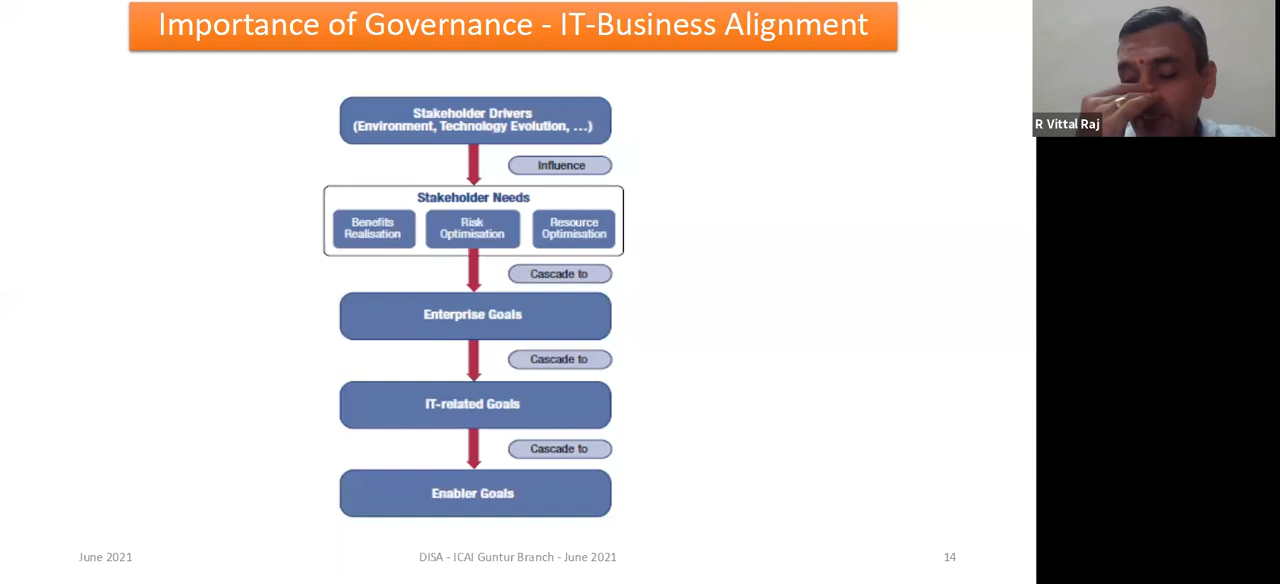 Importance of Governance - IT-Business Alignment
R Vittal Raj
Stakeholder Drivers
(Environment, Technology Evolution, …)
Influence
Stakeholder Needs
Benefits
Realisation
Risk
Optimisation
Resource
Optimisation
Cascade to
Enterprise Goals
Cascade to
IT-related Goals
Cascade to
Enabler Goals
June 2021
DISA - ICAI Guntur Branch - June 2021
14